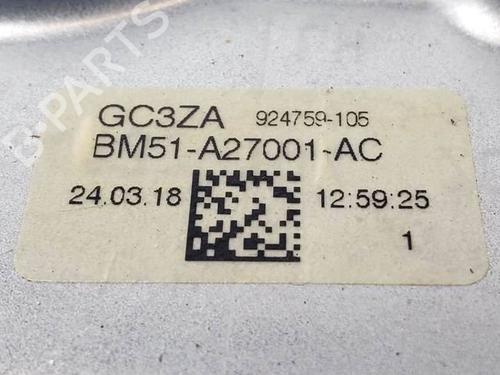 B-PARTS
GC3ZA 924759-105
BM51-A27001-AC
24.03.18 12:59:25
1